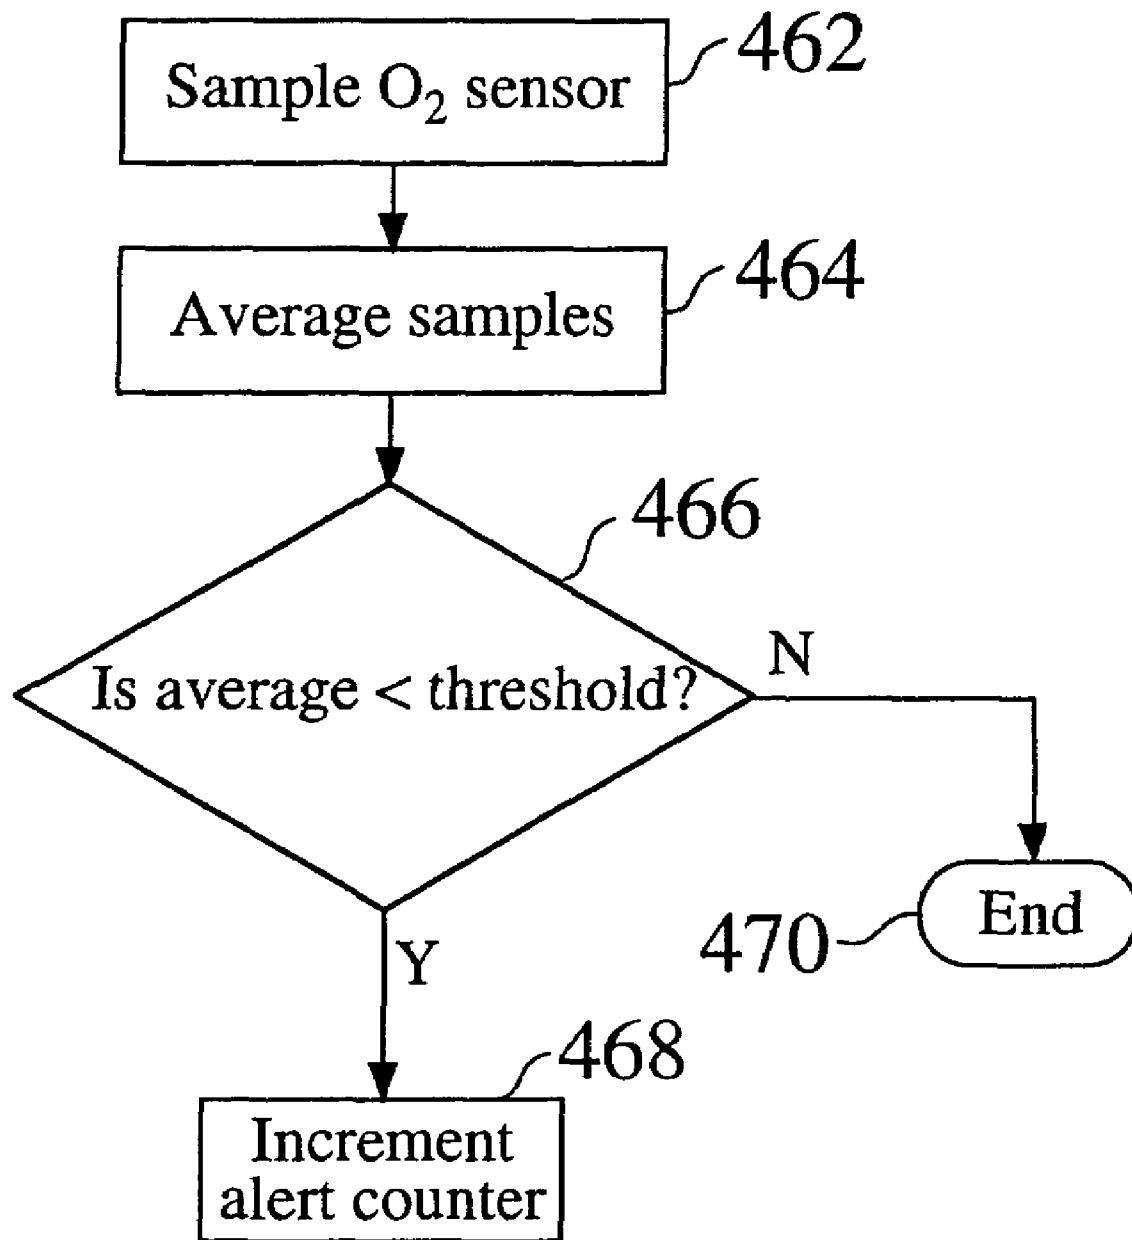 462
Sample O₂ sensor
464
Average samples
466
Is average < threshold?
N
End
470
Y
468
Increment
alert counter